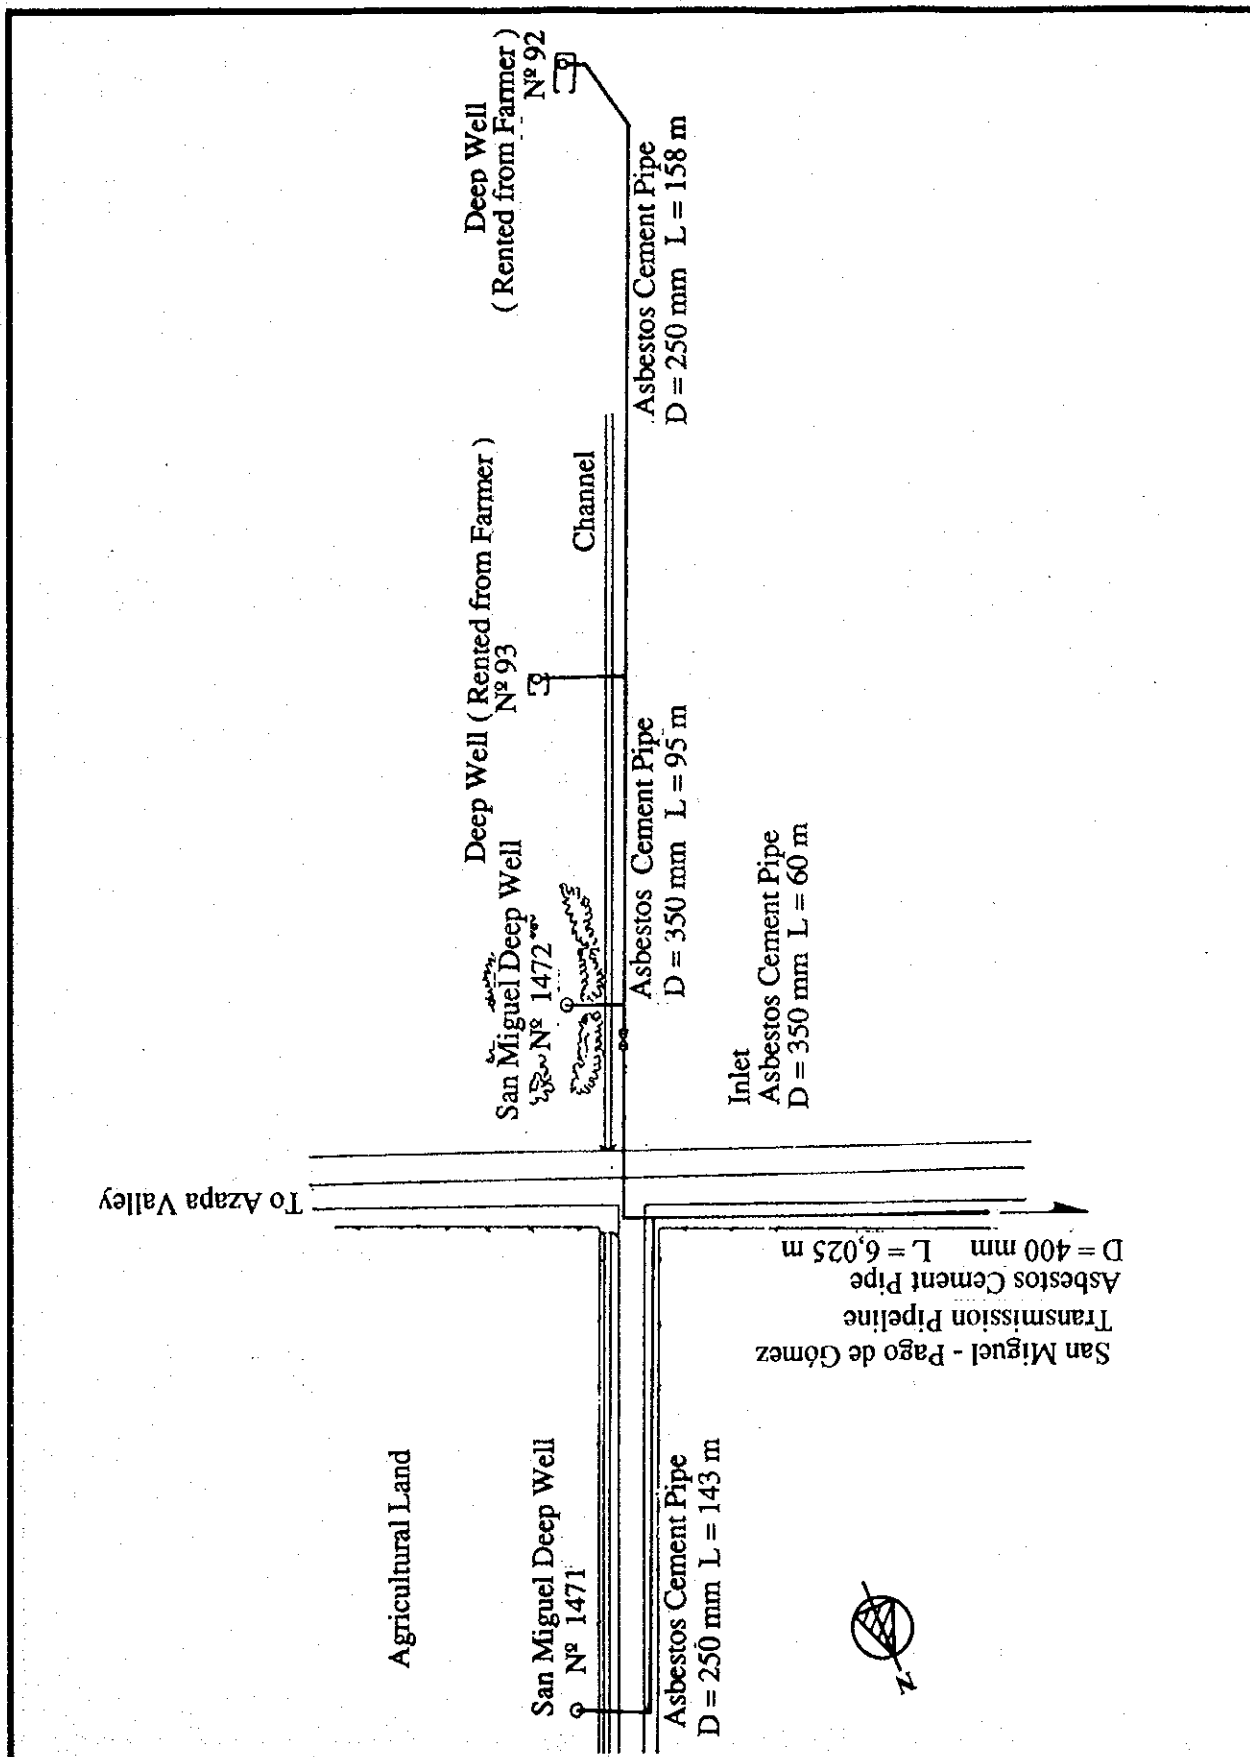 Deep Well
( Rented from Farmer )
Nº 92
Asbestos Cement Pipe
D = 250 mm L = 158 m
Deep Well ( Rented from Farmer )
Nº 93
Channel
San Miguel Deep Well
Nº 1472
Asbestos Cement Pipe
D = 350 mm L = 95 m
Inlet
Asbestos Cement Pipe
D = 350 mm L = 60 m
To Azapa Valley
San Miguel - Pago de Gómez
Transmission Pipeline
Asbestos Cement Pipe
D = 400 mm L = 6,025 m
Agricultural Land
San Miguel Deep Well
Nº 1471
Asbestos Cement Pipe
D = 250 mm L = 143 m
N